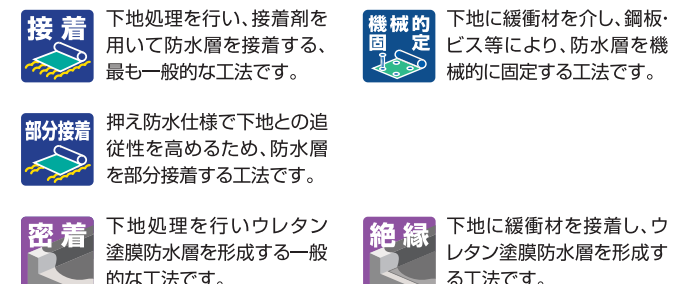 接着
下地処理を行い、接着剤を
用いて防水層を接着する、
最も一般的な工法です。
機械的
固定
下地に緩衝材を介し、鋼板・
ビス等により、防水層を機
械的に固定する工法です。
部分接着
押え防水仕様で下地との追
従性を高めるため、防水層
を部分接着する工法です。
密着
下地処理を行いウレタン
塗膜防水層を形成する一般
的な工法です。
絶縁
下地に緩衝材を接着し、ウ
レタン塗膜防水層を形成す
る工法です。